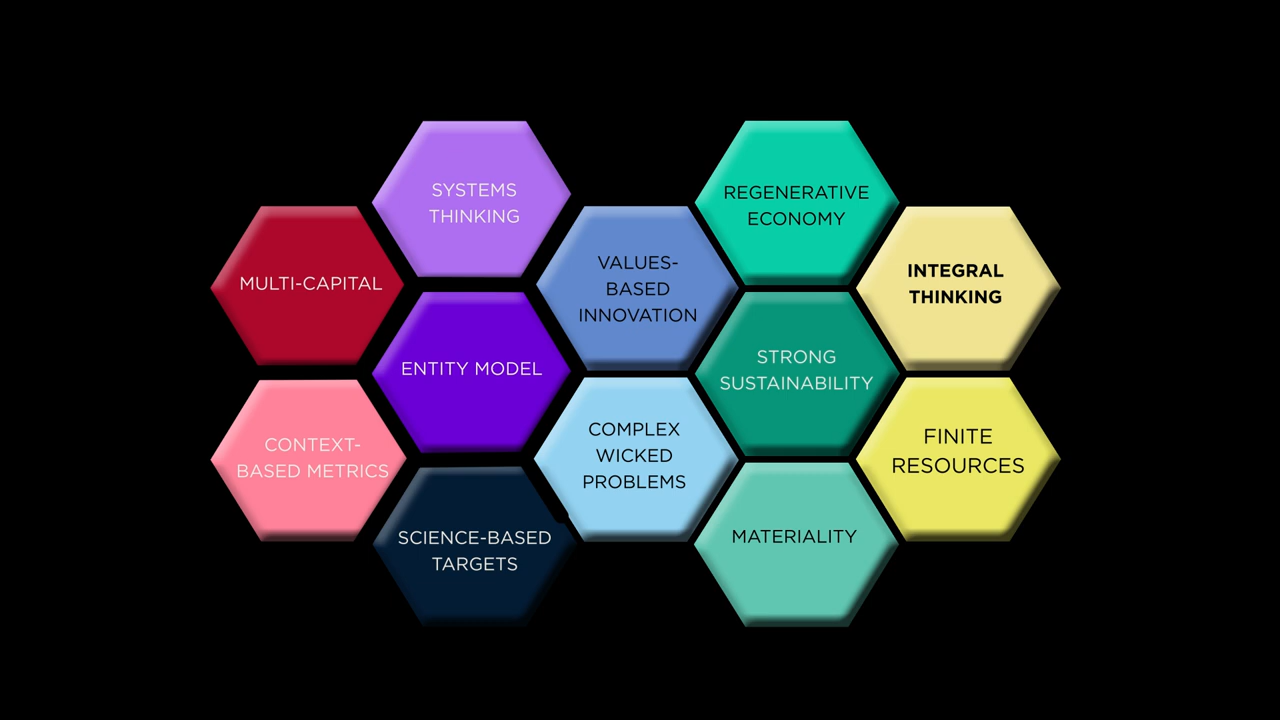 SYSTEMS
THINKING
REGENERATIVE
ECONOMY
MULTI-CAPITAL
VALUES-
BASED
INNOVATION
INTEGRAL
THINKING
ENTITY MODEL
STRONG
SUSTAINABILITY
CONTEXT-
BASED METRICS
COMPLEX
WICKED
PROBLEMS
FINITE
RESOURCES
SCIENCE-BASED
TARGETS
MATERIALITY